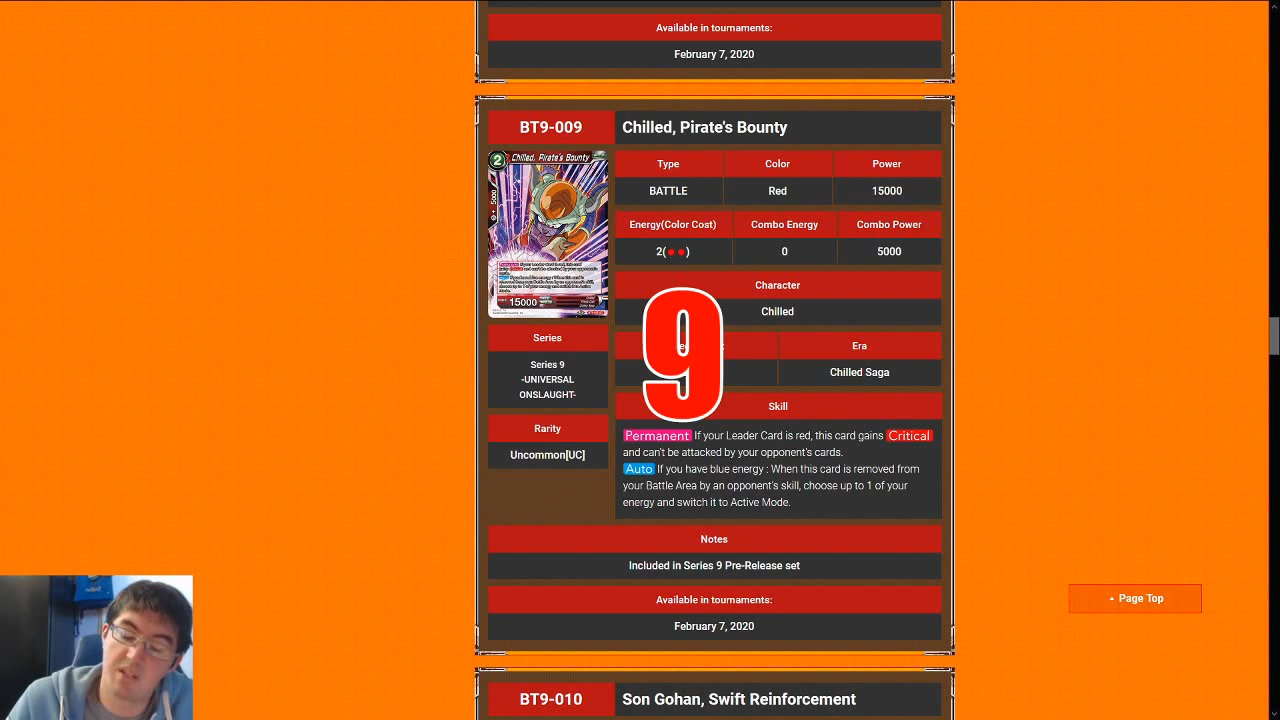 Available in tournaments:
February 7, 2020
BT9-009
Chilled, Pirate's Bounty
2
Chilled, Pirate's Bounty
15000
Type
Color
Power
BATTLE
Red
15000
Energy(Color Cost)
Combo Energy
Combo Power
2(●●)
0
5000
Character
Chilled
9
Era
Chilled Saga
Series
Series 9
-UNIVERSAL
ONSLAUGHT-
Rarity
Uncommon[UC]
Skill
Permanent If your Leader Card is red, this card gains Critical
and can't be attacked by your opponent's cards.
Auto If you have blue energy : When this card is removed from
your Battle Area by an opponent's skill, choose up to 1 of your
energy and switch it to Active Mode.
Notes
Included in Series 9 Pre-Release set
Available in tournaments:
February 7, 2020
Page Top
BT9-010
Son Gohan, Swift Reinforcement